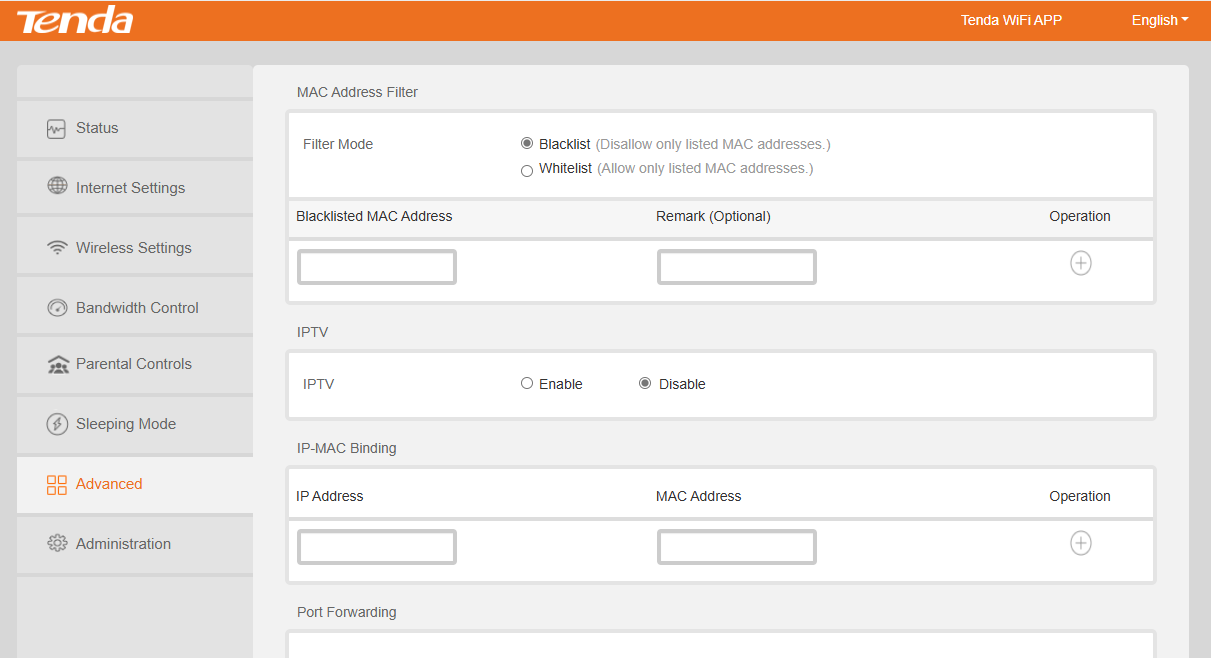 Tenda
Tenda WiFi APP
English
Status
Internet Settings
Wireless Settings
Bandwidth Control
Parental Controls
Sleeping Mode
Advanced
Administration
MAC Address Filter
Filter Mode
Blacklist (Disallow only listed MAC addresses.)
Whitelist (Allow only listed MAC addresses.)
Blacklisted MAC Address Remark (Optional) Operation
IPTV
IPTV Enable Disable
IP-MAC Binding
IP Address MAC Address Operation
Port Forwarding